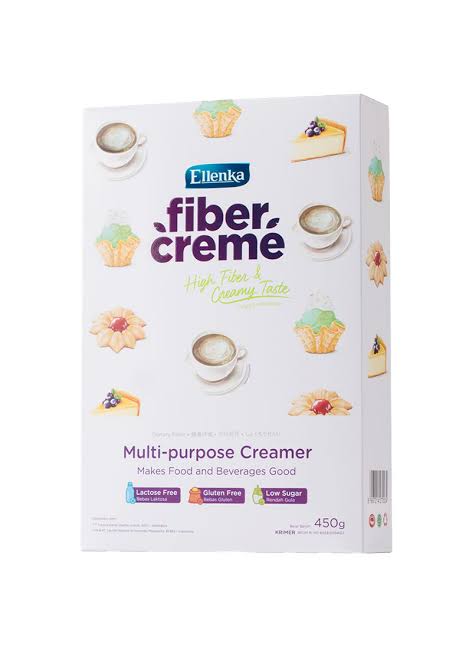 Ellenka
fiber
creme
High Fiber &
Creamy Taste
Multi-purpose Creamer
Makes Food and Beverages Good
Lactose Free
Bebas Laktosa
Gluten Free
Bebas Gluten
Low Sugar
Rendah Gula
450g
KRIMER